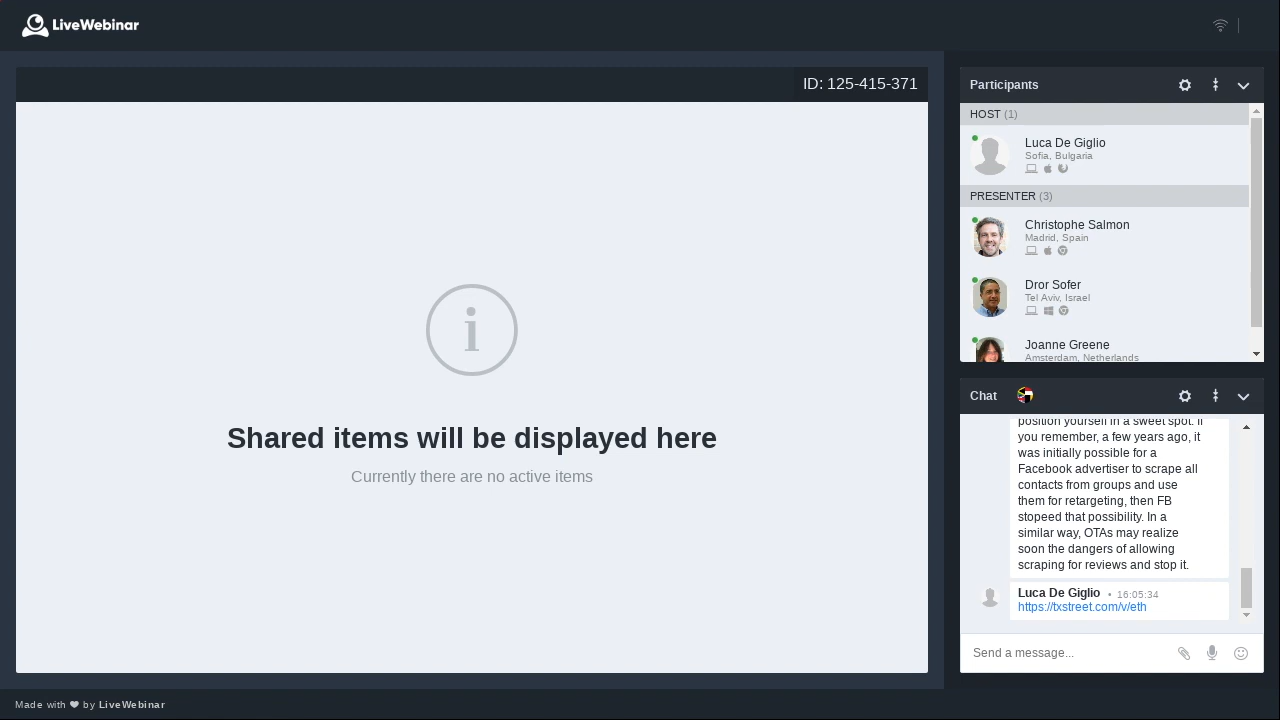 LiveWebinar
ID: 125-415-371
Shared items will be displayed here
Currently there are no active items
Participants
HOST (1)
Luca De Giglio
Sofia, Bulgaria
PRESENTER (3)
Christophe Salmon
Madrid, Spain
Dror Sofer
Tel Aviv, Israel
Joanne Greene
Amsterdam, Netherlands
Chat
position yourself in a sweet spot. If
you remember, a few years ago, it
was initially possible for a
Facebook advertiser to scrape all
contacts from groups and use
them for retargeting, then FB
stopeed that possibility. In a
similar way, OTAs may realize
soon the dangers of allowing
scraping for reviews and stop it.
Luca De Giglio • 16:05:34
https://txstreet.com/v/eth
Send a message...
Made with ❤ by LiveWebinar